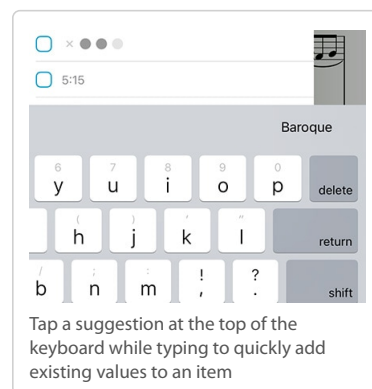 ×
5:15
Baroque
6 7 8 9 0
y u i o p delete
( ) ' "
h j k l return
/ ; : ! ?
b n m , . shift
Tap a suggestion at the top of the
keyboard while typing to quickly add
existing values to an item